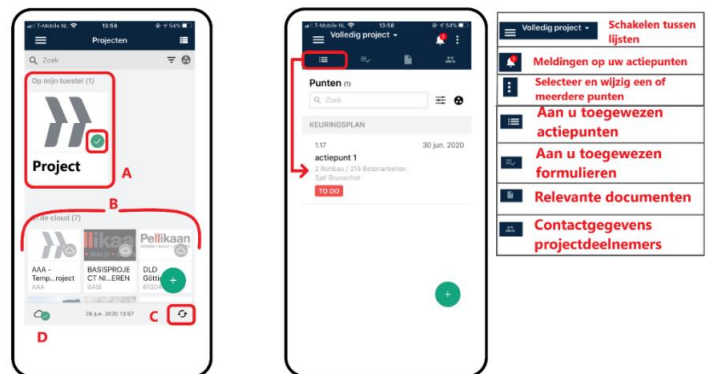 T-Mobile NL 13:56 54%
Projecten
Zoek
Op mijn toestel (1)
Project
A
B
In de cloud (7)
Pellikaan
AAA -
Temp...roject
AAA
BASISPROJE
CT NI...EREN
BASI
DLD
Götti
61304
+
26 jun. 2020 13:57
C
D
T-Mobile NL 13:58 54%
Volledig project
Punten (1)
Zoek
KEURINGSPLAN
1.17 30 jun. 2020
actiepunt 1
2 Rohbau / 215 Betonarbeiten
Sjef Brunschot
TO DO
+
Volledig project
Schakelen tussen
lijsten
Meldingen op uw actiepunten
Selecteer en wijzig een of
meerdere punten
Aan u toegewezen
actiepunten
Aan u toegewezen
formulieren
Relevante documenten
Contactgegevens
projectdeelnemers